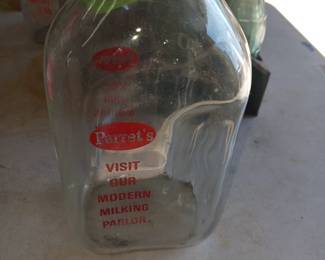 Perret's
VISIT
OUR
MODERN
MILKING
PARLOR.